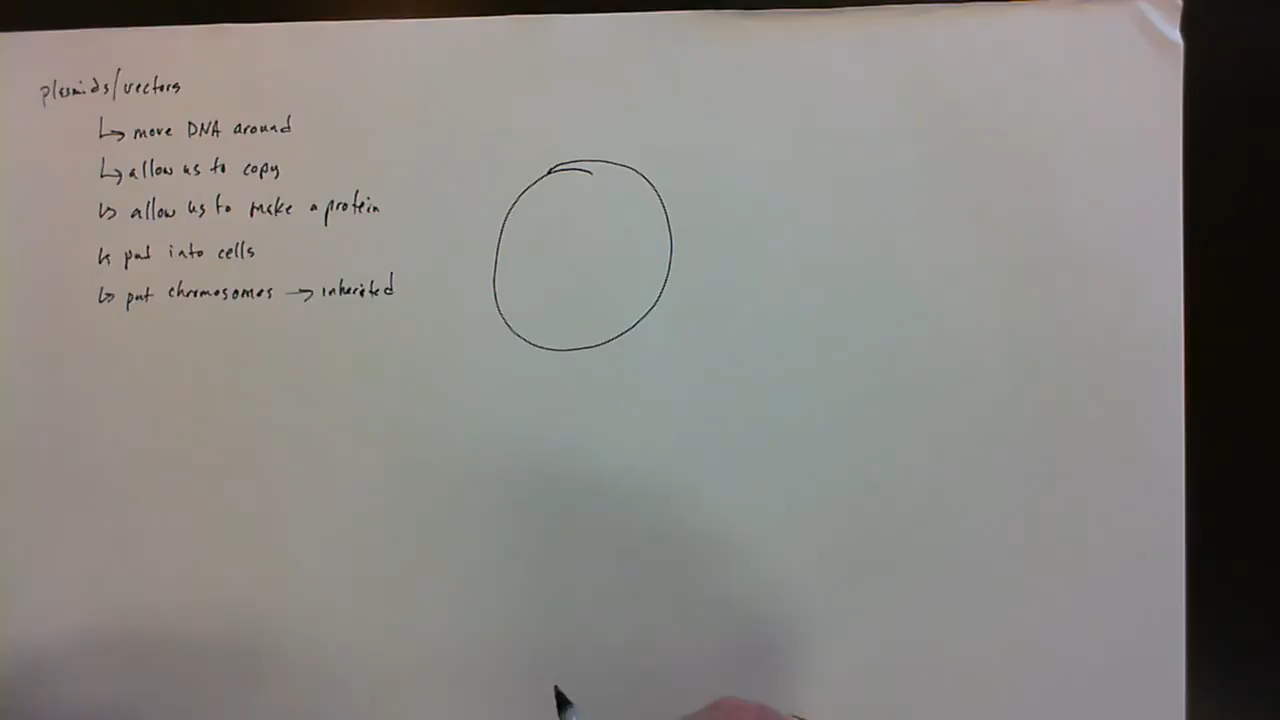 plasmids/vectors
↳ move DNA around
↳ allow us to copy
↳ allow us to make a protein
↳ put into cells
↳ put chromosomes → inherited